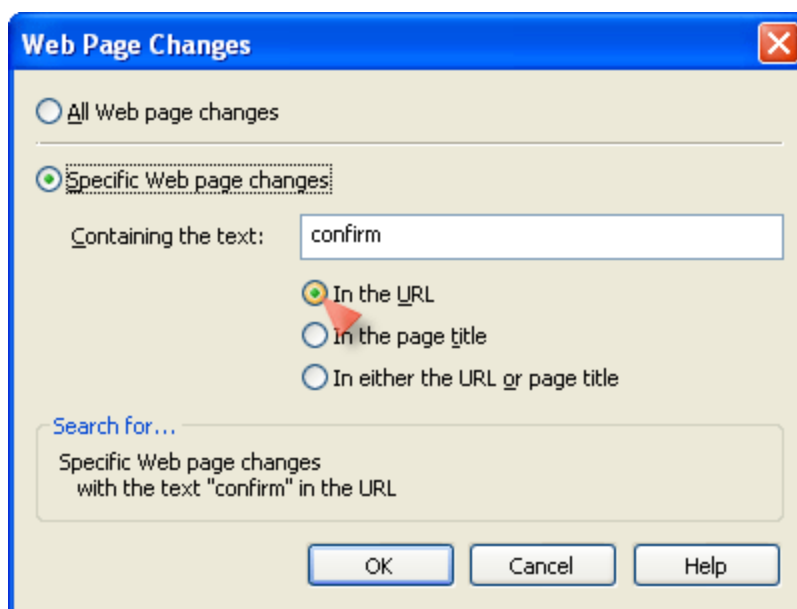 Web Page Changes
All Web page changes
Specific Web page changes
Containing the text:
confirm
In the URL
In the page title
In either the URL or page title
Search for...
Specific Web page changes
with the text "confirm" in the URL
OK
Cancel
Help